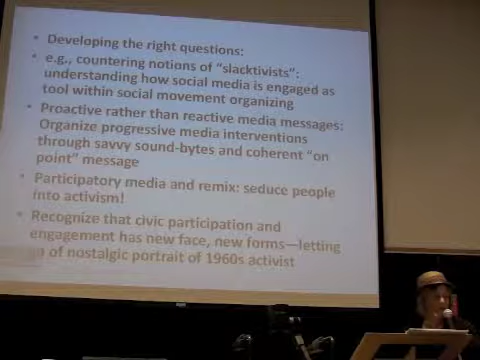 • Developing the right questions:
• e.g., countering notions of “slacktivists”:
understanding how social media is engaged as
tool within social movement organizing
• Proactive rather than reactive media messages:
Organize progressive media interventions
through savvy sound-bytes and coherent “on
point” message
• Participatory media and remix: seduce people
into activism!
• Recognize that civic participation and
engagement has new face, new forms—letting
of nostalgic portrait of 1960s activist